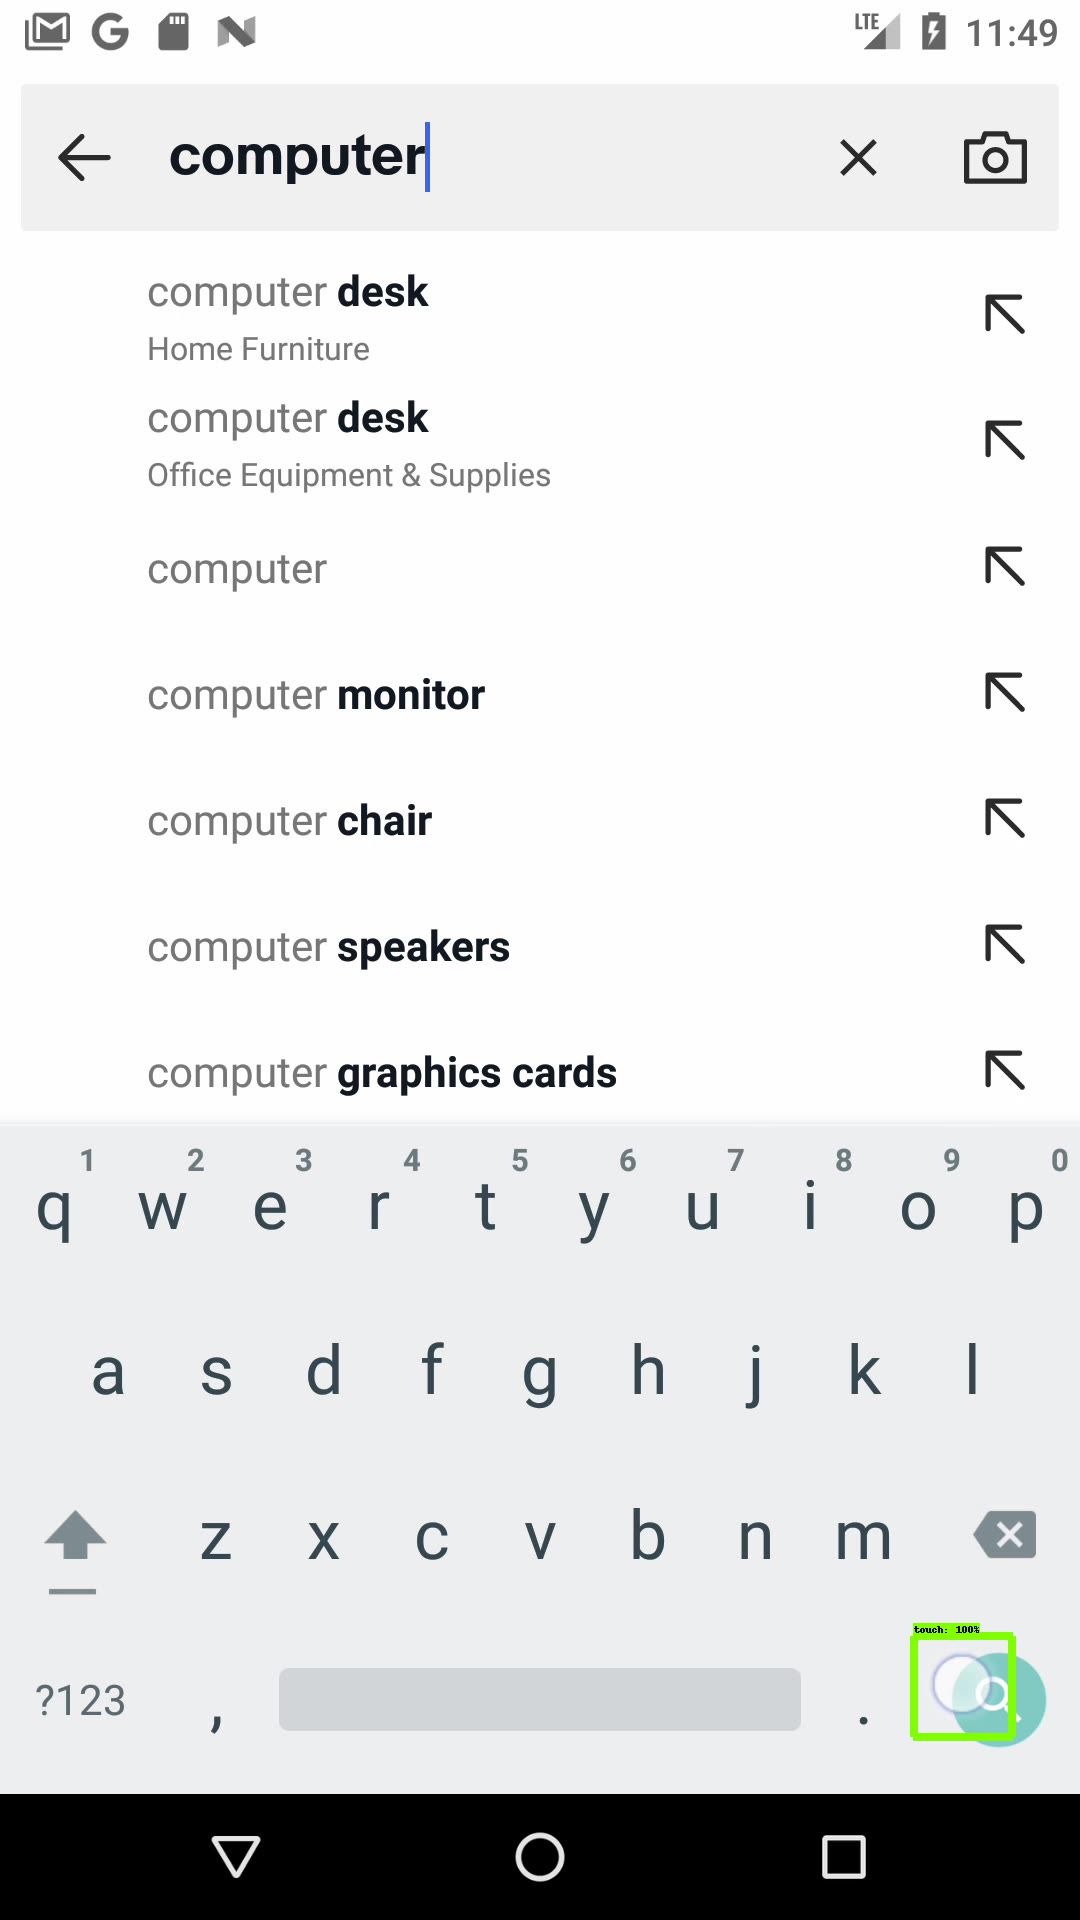 LTE 11:49
computer
computer desk
Home Furniture
computer desk
Office Equipment & Supplies
computer
computer monitor
computer chair
computer speakers
computer graphics cards
1 2 3 4 5 6 7 8 9 0
q w e r t y u i o p
a s d f g h j k l
z x c v b n m
touch: 100%
?123 , .